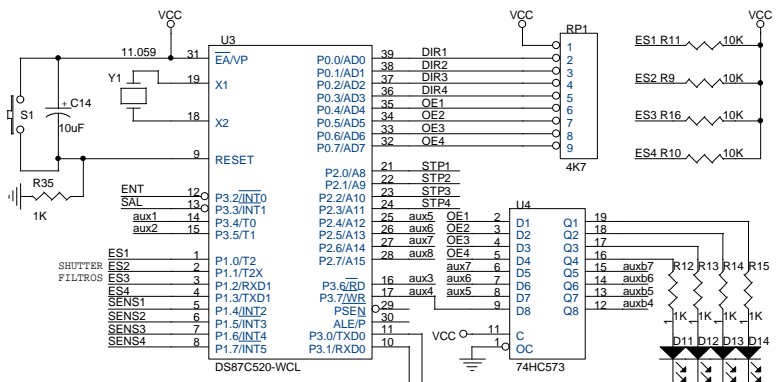 VCC VCC VCC
U3 RP1
11.059 31 EA/VP P0.0/AD0 39 DIR1 1 ES1 R11 10K
P0.1/AD1 38 DIR2 2
Y1 19 X1 P0.2/AD2 37 DIR3 3
P0.3/AD3 36 DIR4 4 ES2 R9 10K
S1 + C14 P0.4/AD4 35 OE1 5
10uF 18 X2 P0.5/AD5 34 OE2 6 ES3 R16 10K
P0.6/AD6 33 OE3 7
P0.7/AD7 32 OE4 8
9 RESET 9 ES4 R10 10K
P2.0/A8 21 STP1 4K7
R35 P2.1/A9 22 STP2
1K ENT 12 P3.2/INT0 P2.2/A10 23 STP3
SAL 13 P3.3/INT1 P2.3/A11 24 STP4 U4
aux1 14 P3.4/T0 P2.4/A12 25 aux5 OE1 2 D1 Q1 19
aux2 15 P3.5/T1 P2.5/A13 26 aux6 OE2 3 D2 Q2 18
P2.6/A14 27 aux7 OE3 4 D3 Q3 17
ES1 1 P1.0/T2 P2.7/A15 28 aux8 OE4 5 D4 Q4 16
SHUTTER ES2 2 P1.1/T2X aux7 6 D5 Q5 15 auxb7 R12 R13 R14 R15
FILTROS ES3 3 P1.2/RXD1 P3.6/RD 16 aux3 aux6 7 D6 Q6 14 auxb6
ES4 4 P1.3/TXD1 P3.7/WR 17 aux4 aux5 8 D7 Q7 13 auxb5
SENS1 5 P1.4/INT2 PSEN 29 9 D8 Q8 12 auxb4
SENS2 6 P1.5/INT3 ALE/P 30 1K 1K 1K 1K
SENS3 7 P1.6/INT4 P3.0/TXD0 11 VCC 11 C 1 1 1 1
SENS4 8 P1.7/INT5 P3.1/RXD0 10 1 OC D11 D12 D13 D14
DS87C520-WCL 74HC573